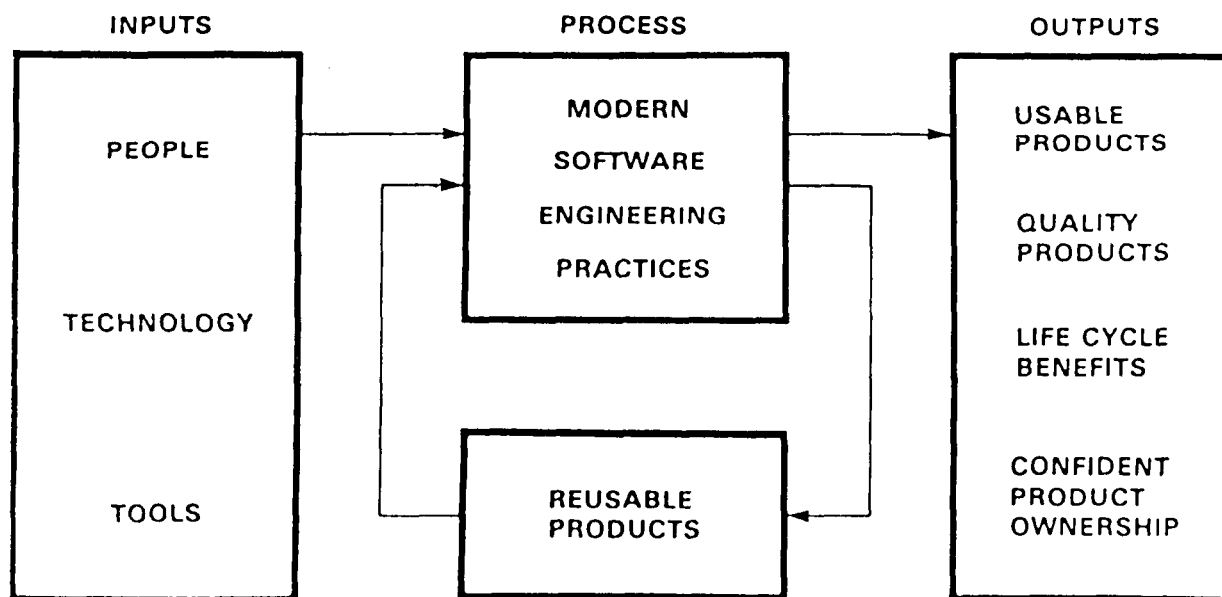 INPUTS
PROCESS
OUTPUTS
PEOPLE
TECHNOLOGY
TOOLS
MODERN
SOFTWARE
ENGINEERING
PRACTICES
REUSABLE
PRODUCTS
USABLE
PRODUCTS
QUALITY
PRODUCTS
LIFE CYCLE
BENEFITS
CONFIDENT
PRODUCT
OWNERSHIP